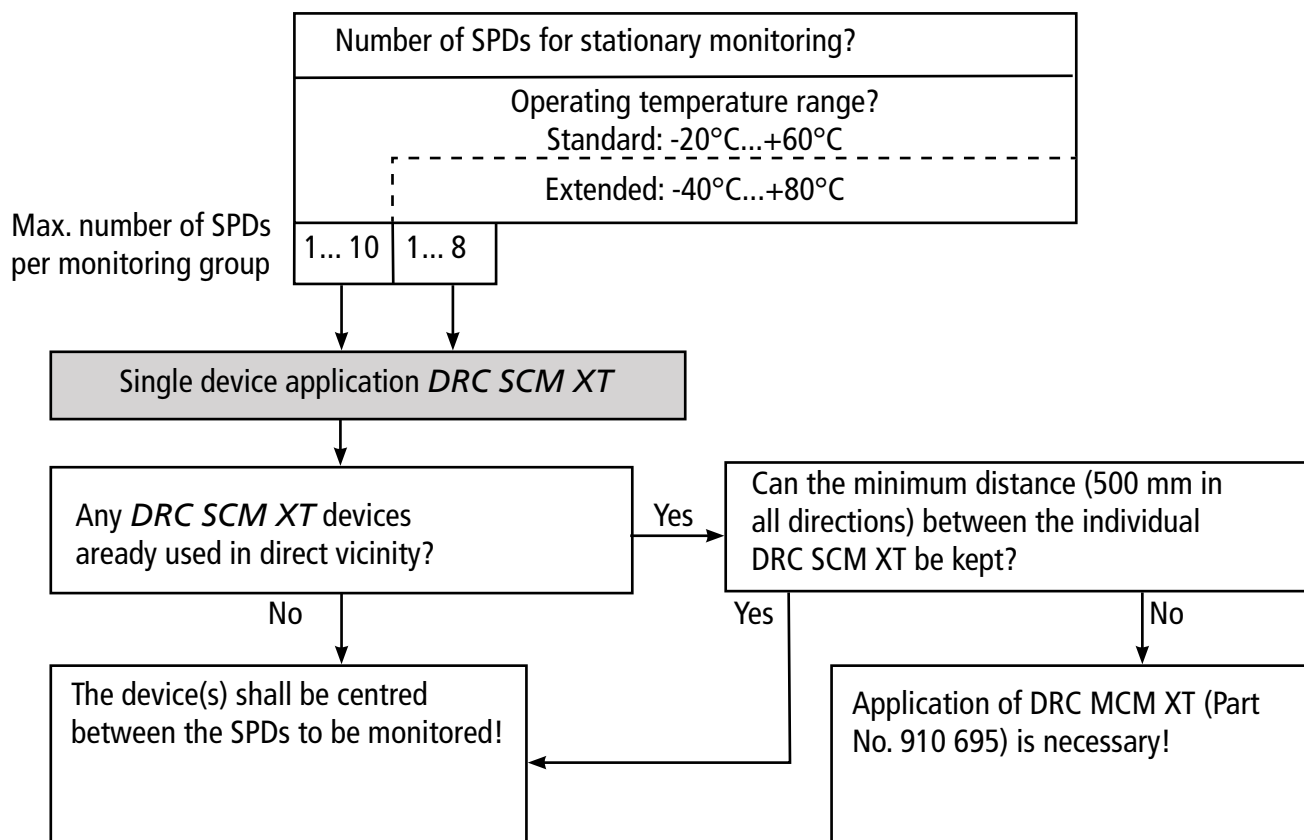 Number of SPDs for stationary monitoring?
Operating temperature range?
Standard: -20°C...+60°C
Extended: -40°C...+80°C
Max. number of SPDs
per monitoring group
1... 10
1... 8
Single device application DRC SCM XT
Any DRC SCM XT devices
aready used in direct vicinity?
Yes
Can the minimum distance (500 mm in
all directions) between the individual
DRC SCM XT be kept?
No
Yes
No
The device(s) shall be centred
between the SPDs to be monitored!
Application of DRC MCM XT (Part
No. 910 695) is necessary!